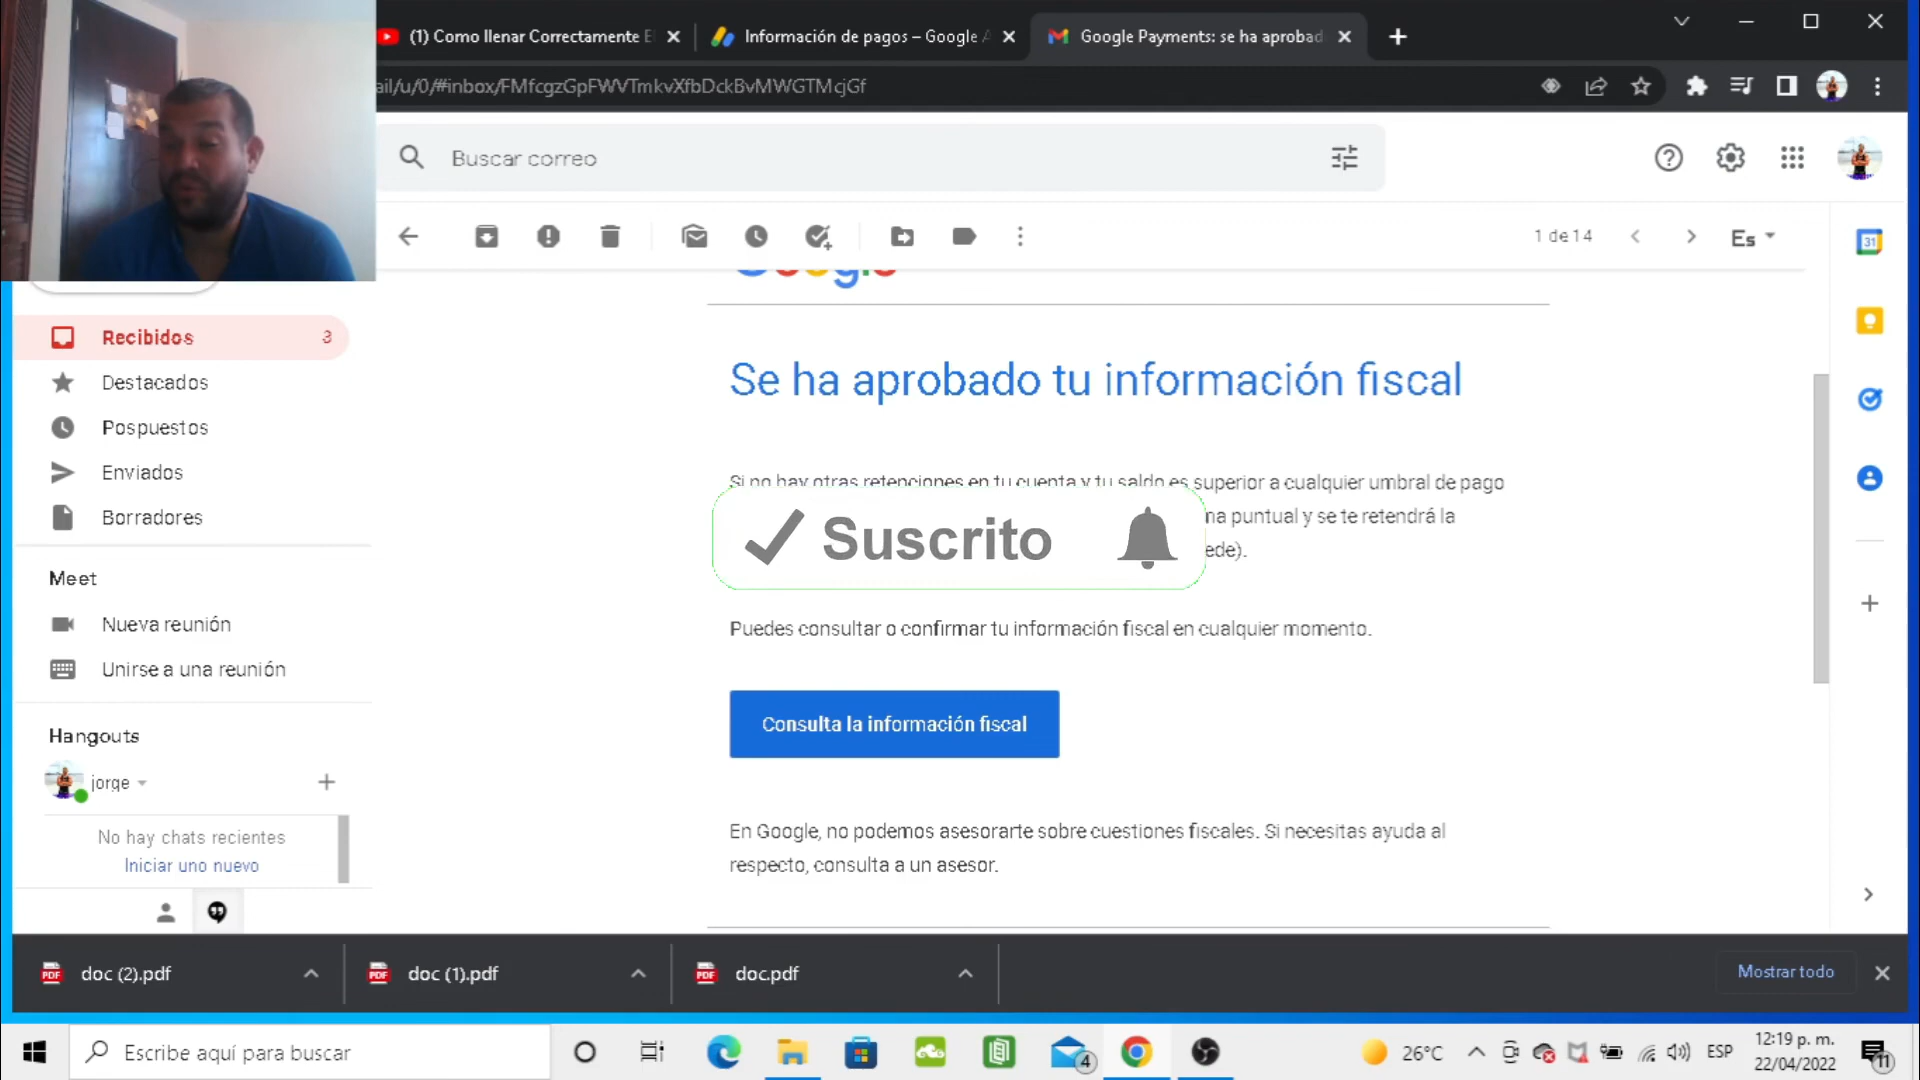 (1) Como llenar Correctamente E
Información de pagos – Google A
Google Payments: se ha aprobad
ail/u/0/#inbox/FMfcgzGpFWVTmkvXfbDckBvMWGTMcjGf
Buscar correo
1 de 14
Es
Google
Recibidos 3
Destacados
Pospuestos
Enviados
Borradores
Meet
Nueva reunión
Unirse a una reunión
Hangouts
jorge
No hay chats recientes
Iniciar uno nuevo
Se ha aprobado tu información fiscal
Si no hay otras retenciones en tu cuenta y tu saldo es superior a cualquier umbral de pago
na puntual y se te retendrá la
ede).
Suscrito
Puedes consultar o confirmar tu información fiscal en cualquier momento.
Consulta la información fiscal
En Google, no podemos asesorarte sobre cuestiones fiscales. Si necesitas ayuda al
respecto, consulta a un asesor.
31
doc (2).pdf
doc (1).pdf
doc.pdf
Mostrar todo
Escribe aquí para buscar
4
26°C
ESP
12:19 p. m.
22/04/2022
11